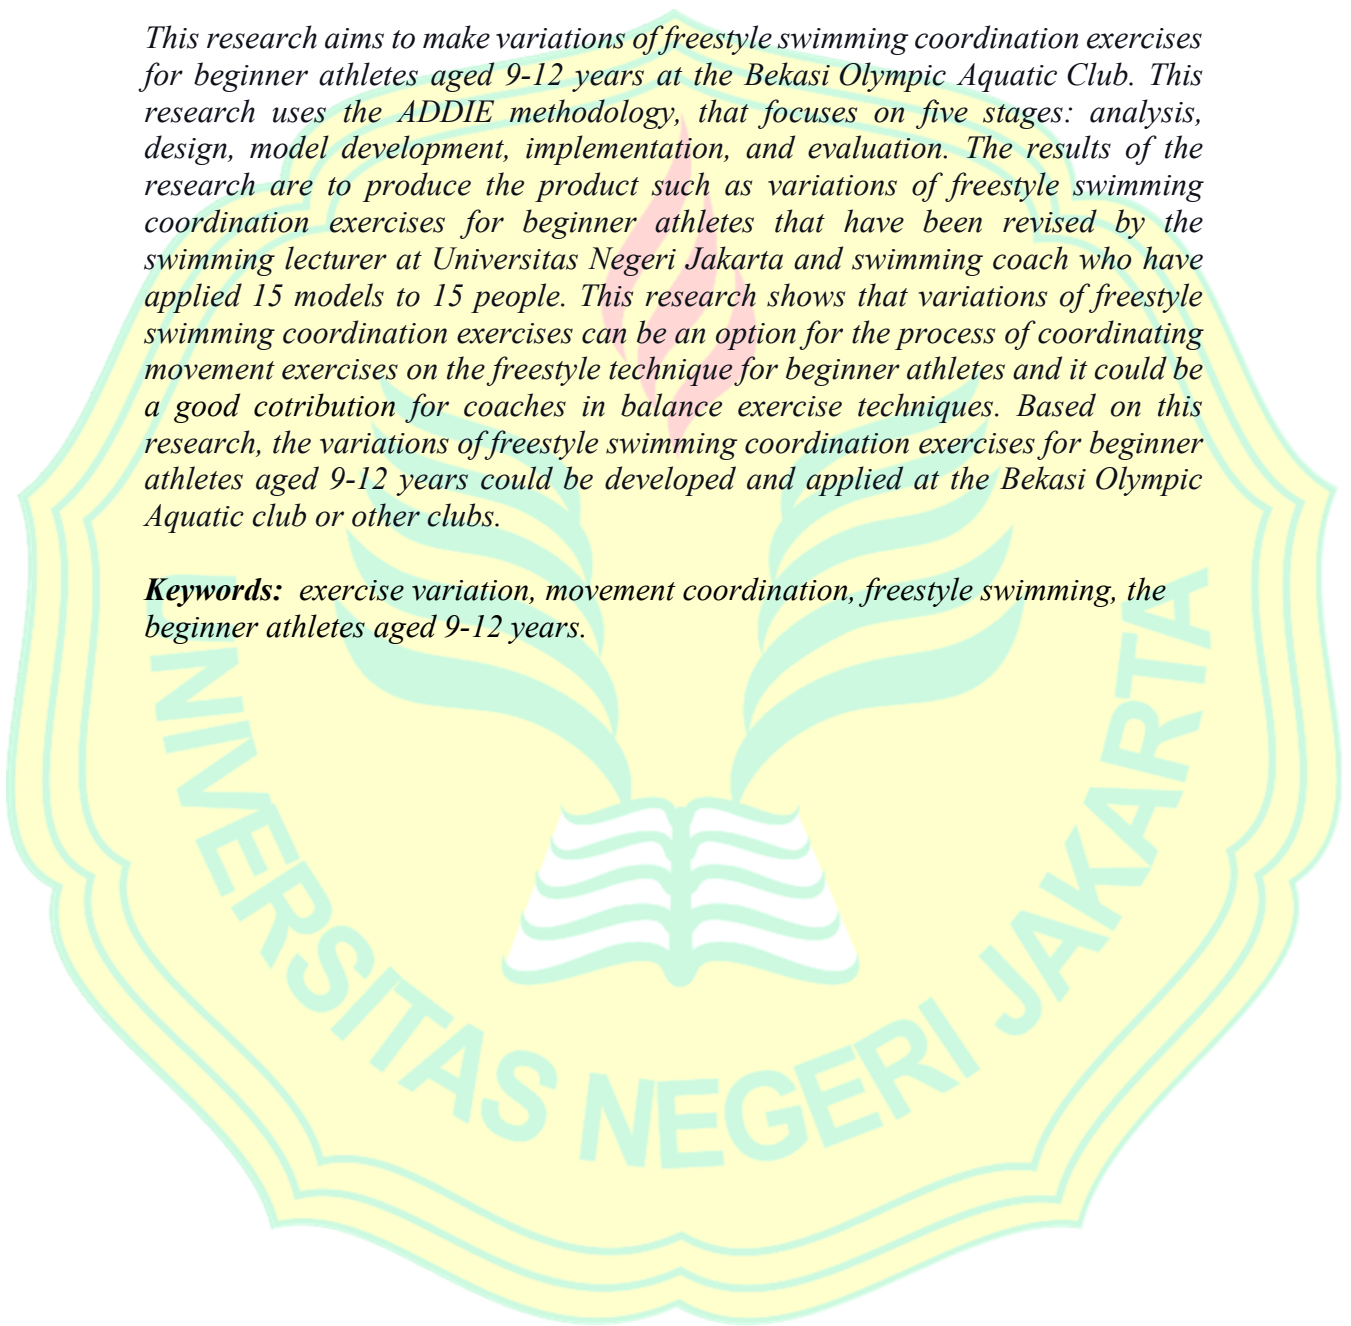 This research aims to make variations of freestyle swimming coordination exercises
for beginner athletes aged 9-12 years at the Bekasi Olympic Aquatic Club. This
research uses the ADDIE methodology, that focuses on five stages: analysis,
design, model development, implementation, and evaluation. The results of the
research are to produce the product such as variations of freestyle swimming
coordination exercises for beginner athletes that have been revised by the
swimming lecturer at Universitas Negeri Jakarta and swimming coach who have
applied 15 models to 15 people. This research shows that variations of freestyle
swimming coordination exercises can be an option for the process of coordinating
movement exercises on the freestyle technique for beginner athletes and it could be
a good cotribution for coaches in balance exercise techniques. Based on this
research, the variations of freestyle swimming coordination exercises for beginner
athletes aged 9-12 years could be developed and applied at the Bekasi Olympic
Aquatic club or other clubs.
Keywords: exercise variation, movement coordination, freestyle swimming, the
beginner athletes aged 9-12 years.
UNIVERSITAS NEGERI JAKARTA